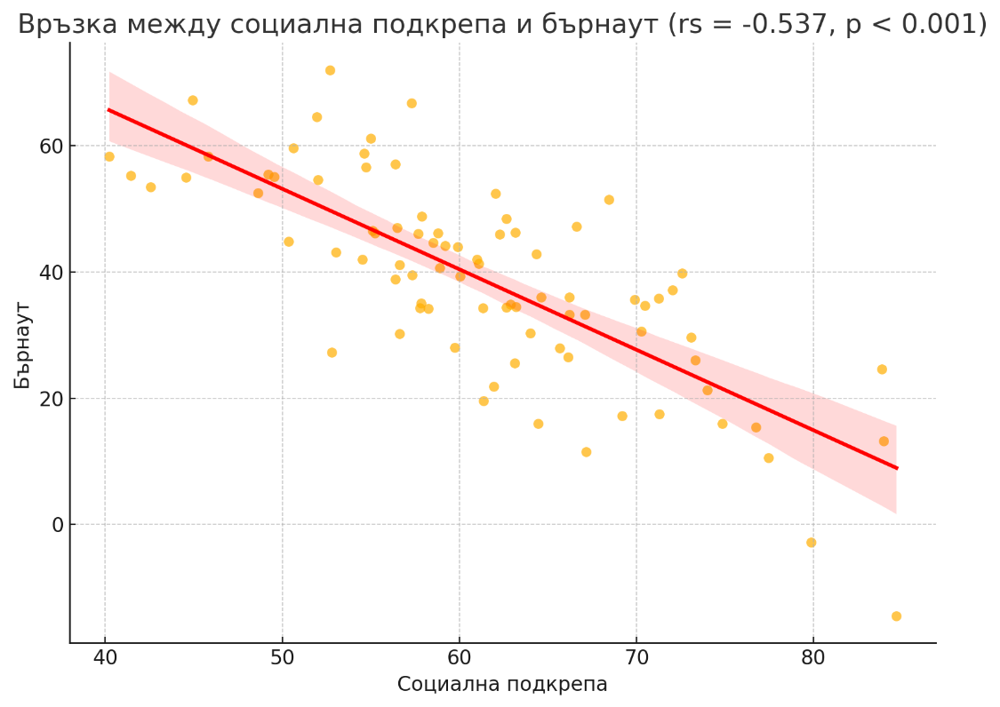 Връзка между социална подкрепа и бърнаут (rs = -0.537, p < 0.001)
60
40
20
0
Бърнаут
40 50 60 70 80
Социална подкрепа